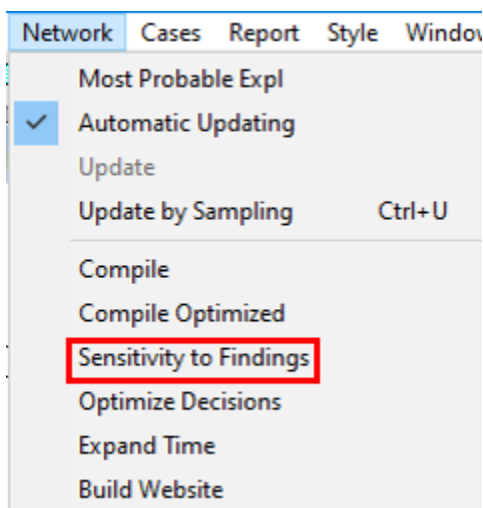 Network Cases Report Style Window
Most Probable Expl
Automatic Updating
Update
Update by Sampling Ctrl+U
Compile
Compile Optimized
Sensitivity to Findings
Optimize Decisions
Expand Time
Build Website